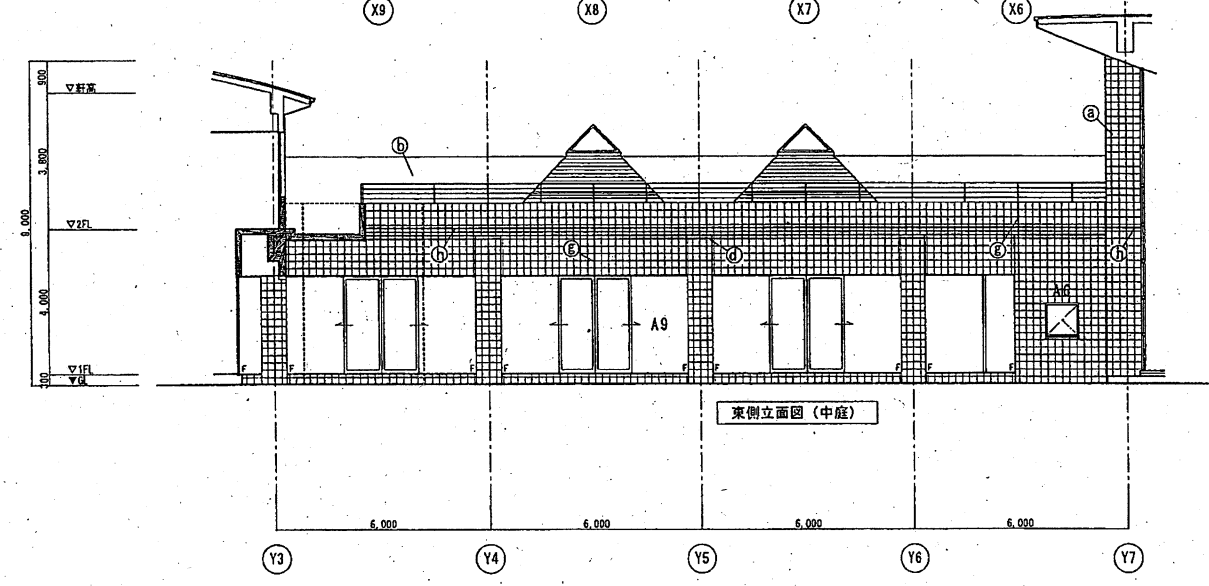 X9 X8 X7 X6
900
▽軒高
ⓐ
ⓑ
3,800
9,000
▽2FL
ⓗ ⓖ ⓓ ⓖ ⓗ
4,000
A6
A9
▽1FL
300
▼GL
F F F F F F F F
東側立面図（中庭）
6,000 6,000 6,000 6,000
Y3 Y4 Y5 Y6 Y7